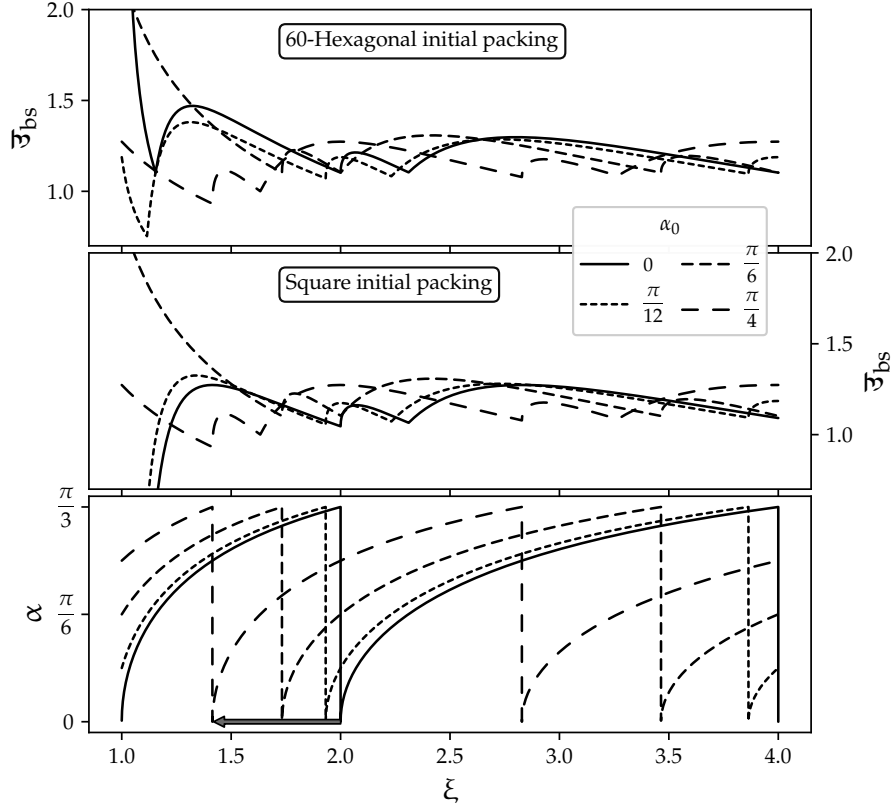 2.0
60-Hexagonal initial packing
1.5
𝔅̅bs
1.0
α₀
0
π/6
π/12
π/4
2.0
Square initial packing
1.5
𝔅̅bs
1.0
π/3
α
π/6
0
1.0 1.5 2.0 2.5 3.0 3.5 4.0
ξ